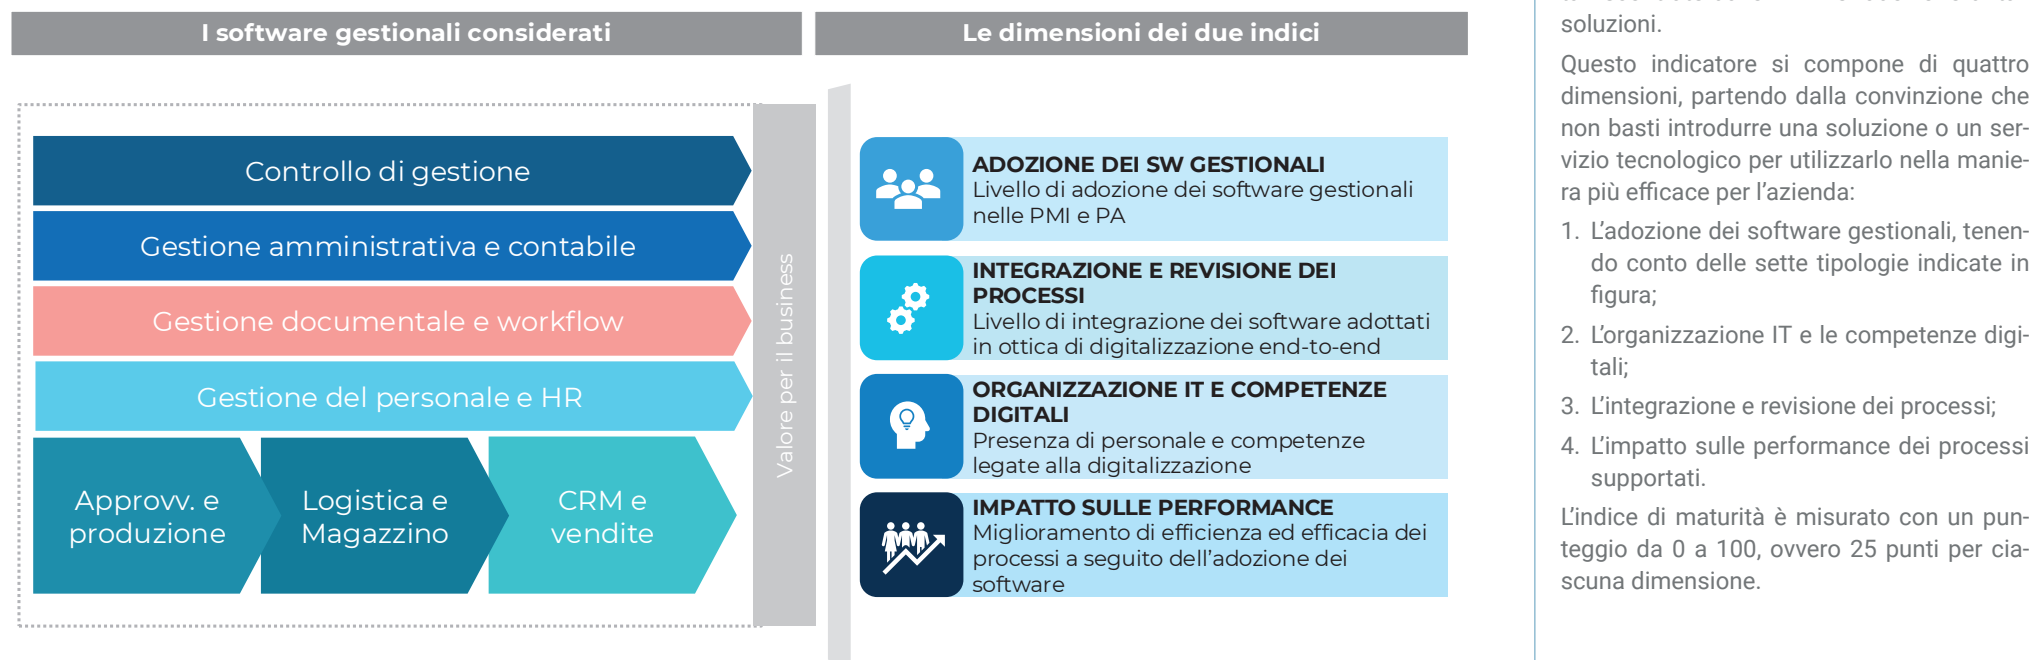 I software gestionali considerati
Controllo di gestione
Gestione amministrativa e contabile
Gestione documentale e workflow
Gestione del personale e HR
Approvv. e
produzione
Logistica e
Magazzino
CRM e
vendite
Valore per il business
Le dimensioni dei due indici
ADOZIONE DEI SW GESTIONALI
Livello di adozione dei software gestionali
nelle PMI e PA
INTEGRAZIONE E REVISIONE DEI
PROCESSI
Livello di integrazione dei software adottati
in ottica di digitalizzazione end-to-end
ORGANIZZAZIONE IT E COMPETENZE
DIGITALI
Presenza di personale e competenze
legate alla digitalizzazione
IMPATTO SULLE PERFORMANCE
Miglioramento di efficienza ed efficacia dei
processi a seguito dell’adozione dei
software
soluzioni.
Questo indicatore si compone di quattro
dimensioni, partendo dalla convinzione che
non basti introdurre una soluzione o un ser-
vizio tecnologico per utilizzarlo nella manie-
ra più efficace per l’azienda:
1. L’adozione dei software gestionali, tenen-
do conto delle sette tipologie indicate in
figura;
2. L’organizzazione IT e le competenze digi-
tali;
3. L’integrazione e revisione dei processi;
4. L’impatto sulle performance dei processi
supportati.
L’indice di maturità è misurato con un pun-
teggio da 0 a 100, ovvero 25 punti per cia-
scuna dimensione.